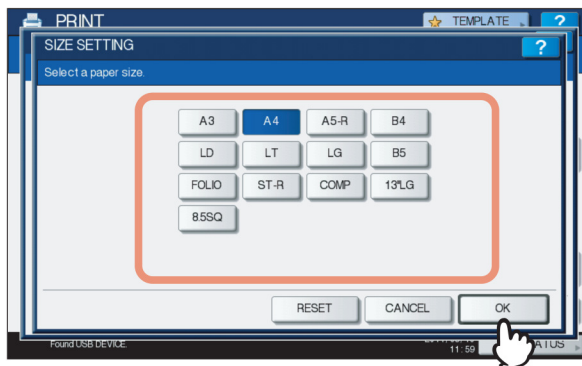 PRINT
TEMPLATE
?
SIZE SETTING
?
Select a paper size.
A3 A4 A5-R B4
LD LT LG B5
FOLIO ST-R COMP 13"LG
8.5SQ
RESET CANCEL OK
Found USB DEVICE.
11:59